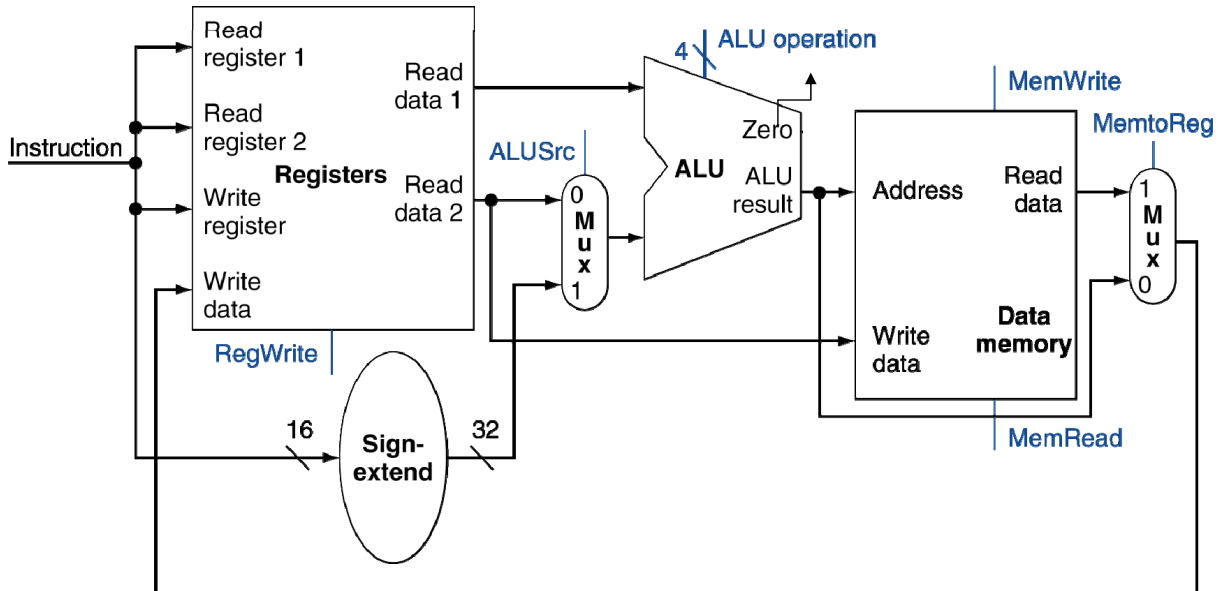 Instruction
Read
register 1
Read
register 2
Registers
Write
register
Write
data
Read
data 1
Read
data 2
RegWrite
16
Sign-
extend
32
ALUSrc
0
M
u
x
1
4
ALU operation
Zero
ALU
ALU
result
MemWrite
Address
Read
data
Write
data
Data
memory
MemRead
MemtoReg
1
M
u
x
0